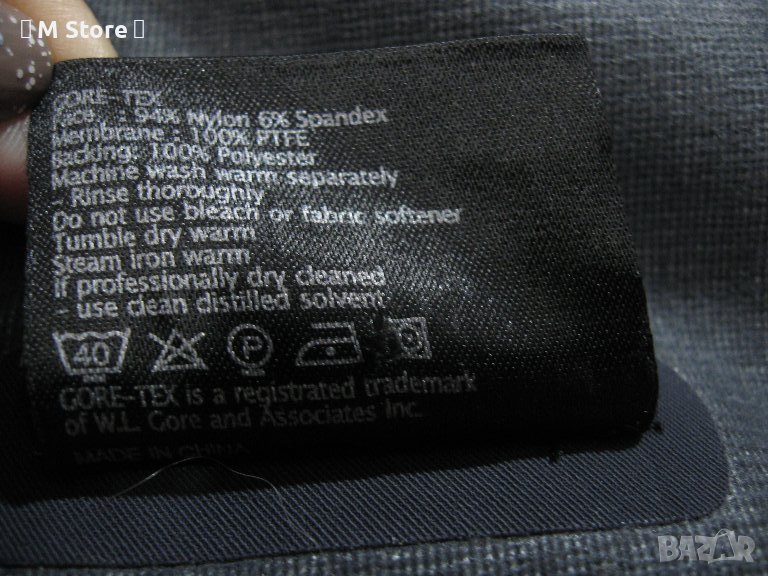 M Store
GORE-TEX
Face : 94% Nylon 6% Spandex
Membrane : 100% PTFE
Backing: 100% Polyester
Machine wash warm separately
- Rinse thoroughly
Do not use bleach or fabric softener
Tumble dry warm
Steam iron warm
If professionally dry cleaned
- use clean distilled solvent
40 P
GORE-TEX is a registrated trademark
of W.L. Gore and Associates Inc.
MADE IN CHINA
BAZAR